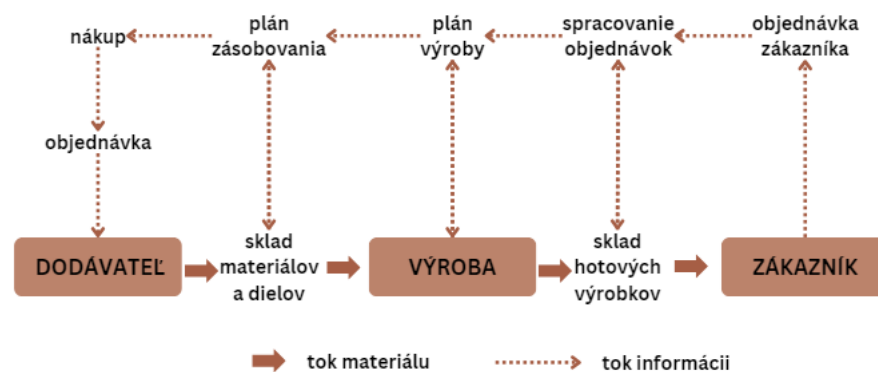 nákup
plán
zásobovania
plán
výroby
spracovanie
objednávok
objednávka
zákazníka
objednávka
DODÁVATEĽ
sklad
materiálov
a dielov
VÝROBA
sklad
hotových
výrobkov
ZÁKAZNÍK
tok materiálu
tok informácii